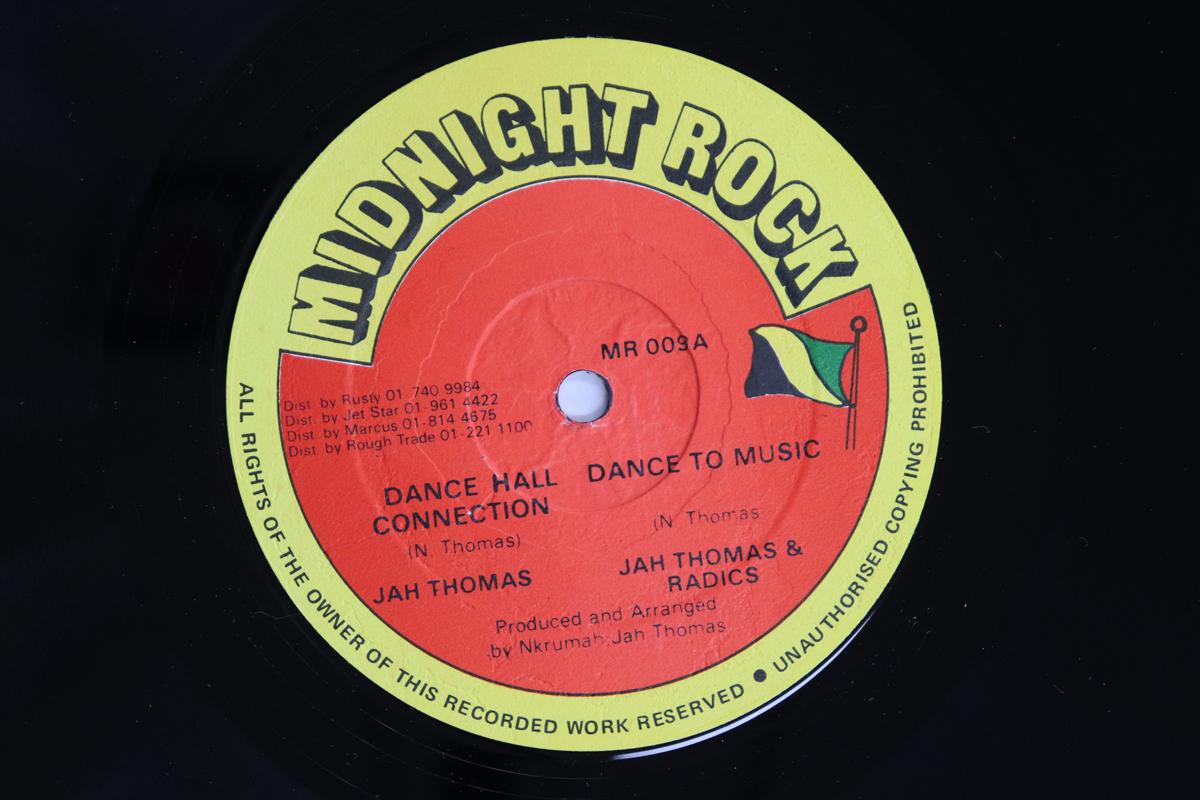 MIDNIGHT ROCK
MR 009A
Dist. by Rusty 01 740 9984
Dist. by Jet Star 01-961 4422
Dist. by Marcus 01-814 4675
Dist. by Rough Trade 01-221 1100
DANCE HALL
CONNECTION
(N. Thomas)
JAH THOMAS
DANCE TO MUSIC
(N Thomas
JAH THOMAS &
RADICS
Produced and Arranged
by Nkrumah Jah Thomas
ALL RIGHTS OF THE OWNER OF THIS RECORDED WORK RESERVED ● UNAUTHORISED COPYING PROHIBITED